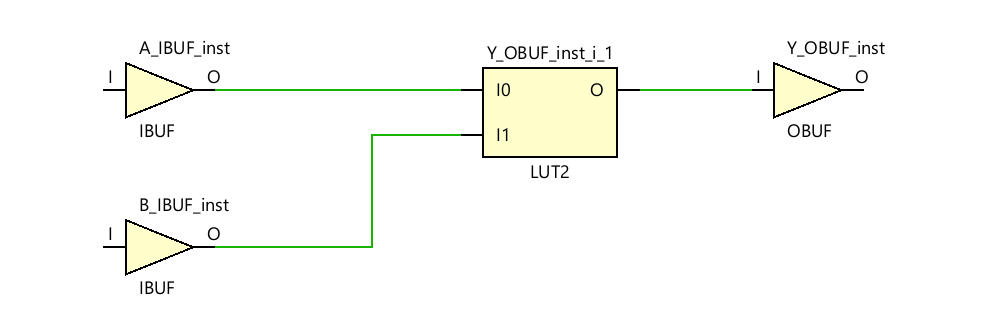 A_IBUF_inst
I
O
IBUF
Y_OBUF_inst_i_1
I0
O
I1
LUT2
Y_OBUF_inst
I
O
OBUF
B_IBUF_inst
I
O
IBUF